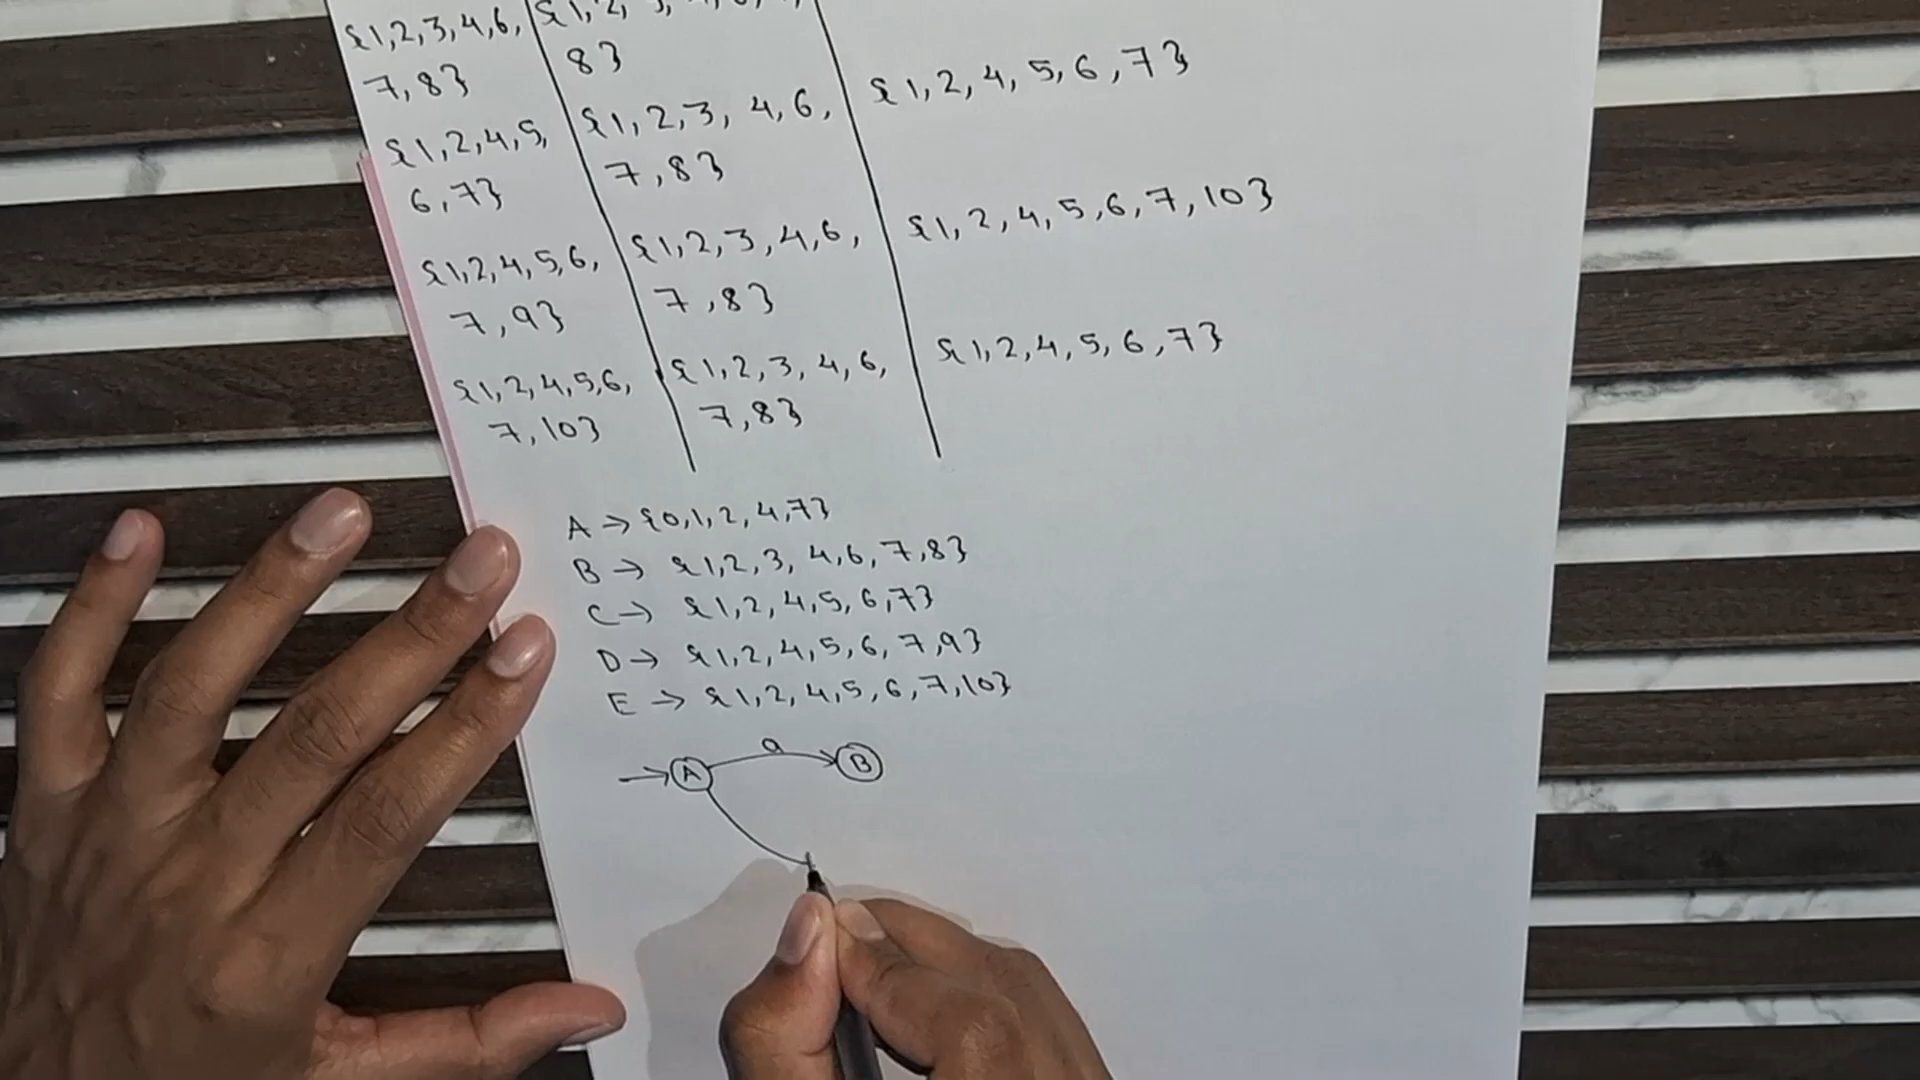 {1,2,3,4,6, {1,2,
7,8} 8}
{1,2,4,5,6,7}
{1,2,4,5, {1,2,3,4,6,
6,7} 7,8}
{1,2,4,5,6,7,10}
{1,2,4,5,6, {1,2,3,4,6,
7,9} 7,8}
{1,2,4,5,6,7}
{1,2,4,5,6, {1,2,3,4,6,
7,10} 7,8}
A → {0,1,2,4,7}
B → {1,2,3,4,6,7,8}
C → {1,2,4,5,6,7}
D → {1,2,4,5,6,7,9}
E → {1,2,4,5,6,7,10}
a
A B